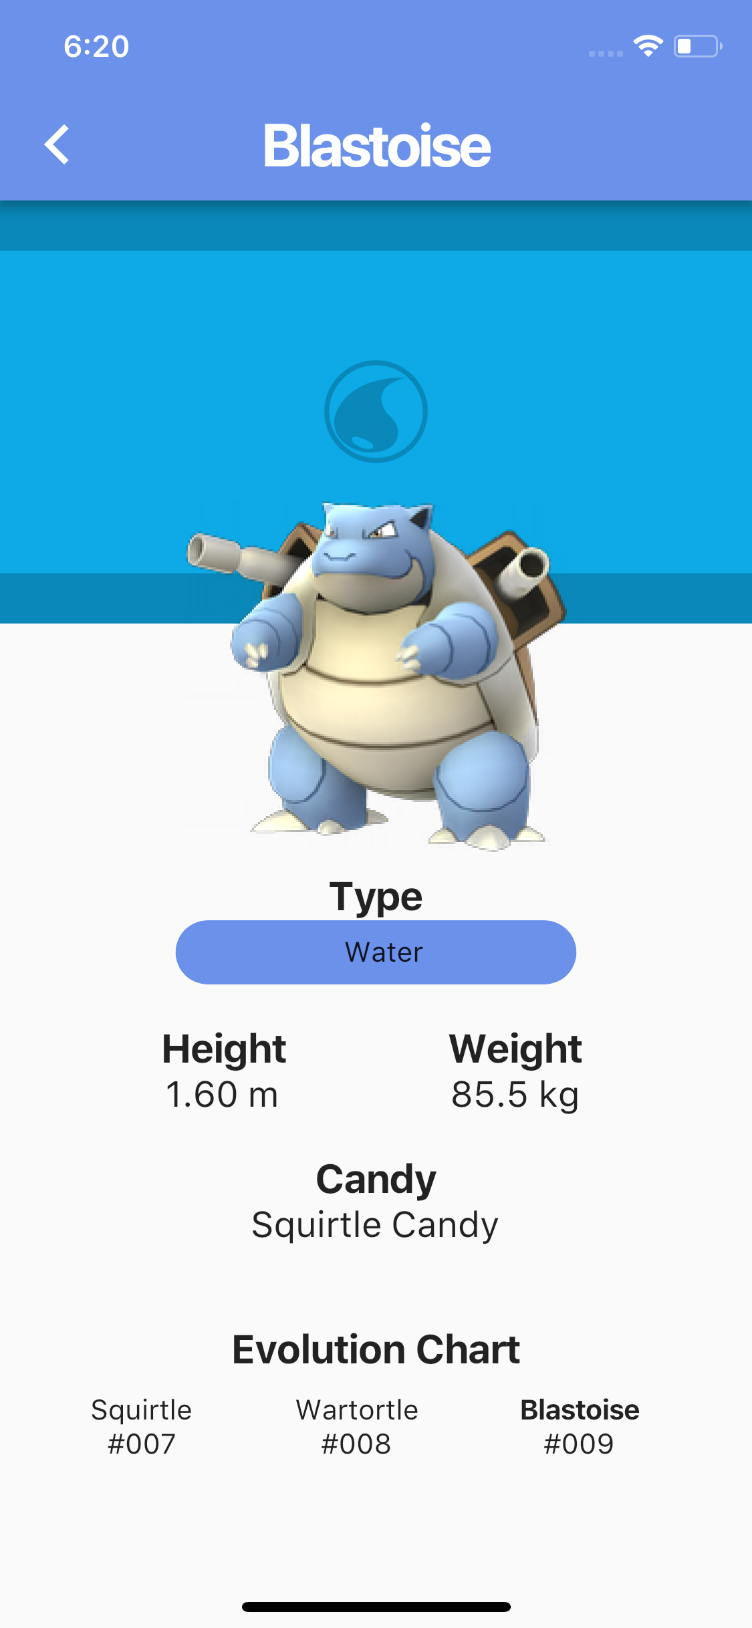 6:20
Blastoise
Type
Water
Height Weight
1.60 m 85.5 kg
Candy
Squirtle Candy
Evolution Chart
Squirtle Wartortle Blastoise
#007 #008 #009